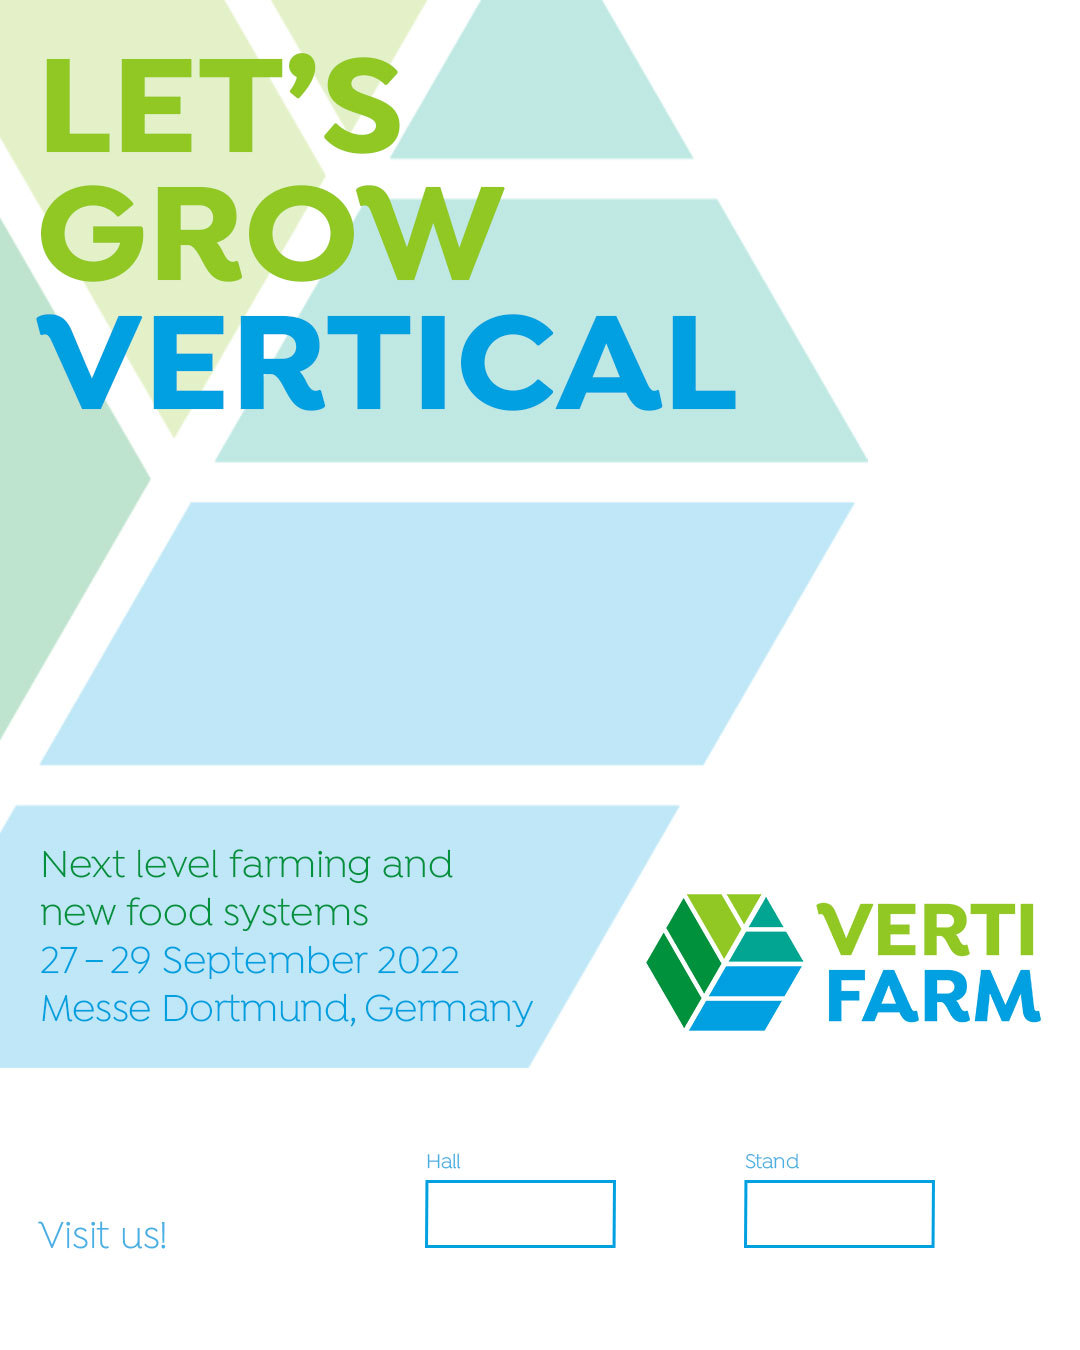 LET’S
GROW
VERTICAL
Next level farming and
new food systems
27 – 29 September 2022
Messe Dortmund, Germany
VERTI
FARM
Hall
Stand
Visit us!